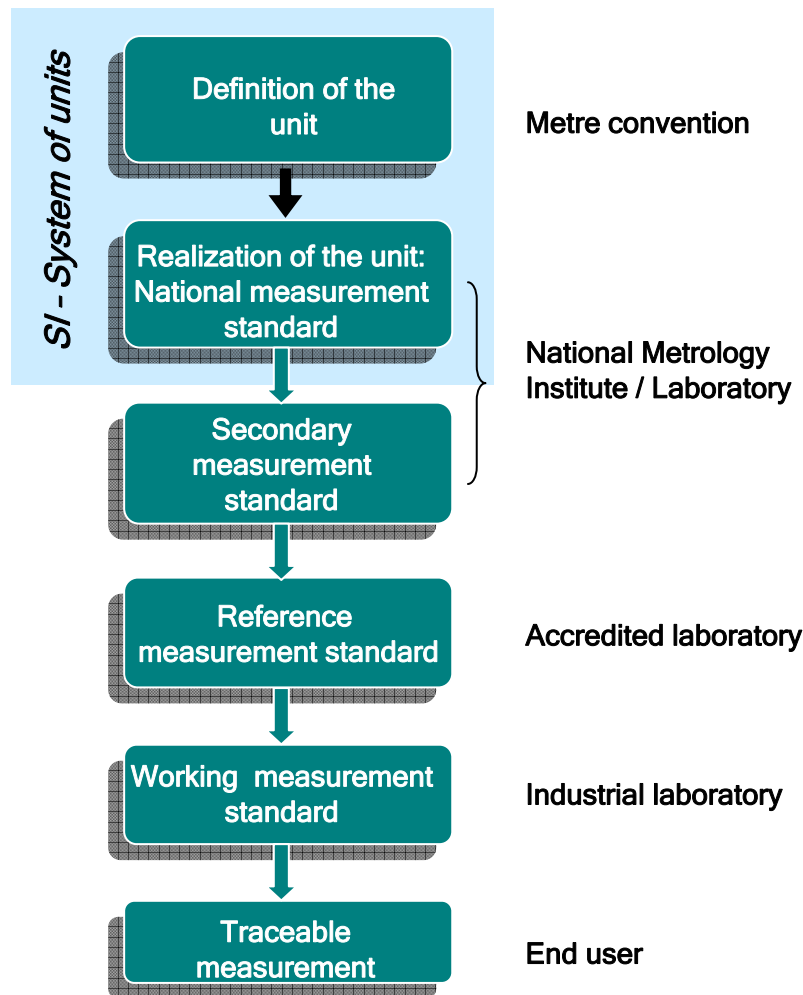 SI - System of units
Definition of the
unit
Metre convention
Realization of the unit:
National measurement
standard
National Metrology
Institute / Laboratory
Secondary
measurement
standard
Reference
measurement standard
Accredited laboratory
Working measurement
standard
Industrial laboratory
Traceable
measurement
End user